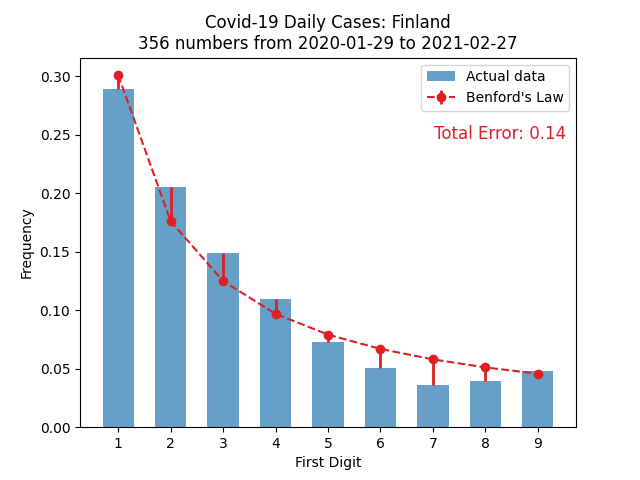 Covid-19 Daily Cases: Finland
356 numbers from 2020-01-29 to 2021-02-27
Actual data
Benford's Law
Total Error: 0.14
0.30
0.25
0.20
0.15
0.10
0.05
0.00
Frequency
1 2 3 4 5 6 7 8 9
First Digit